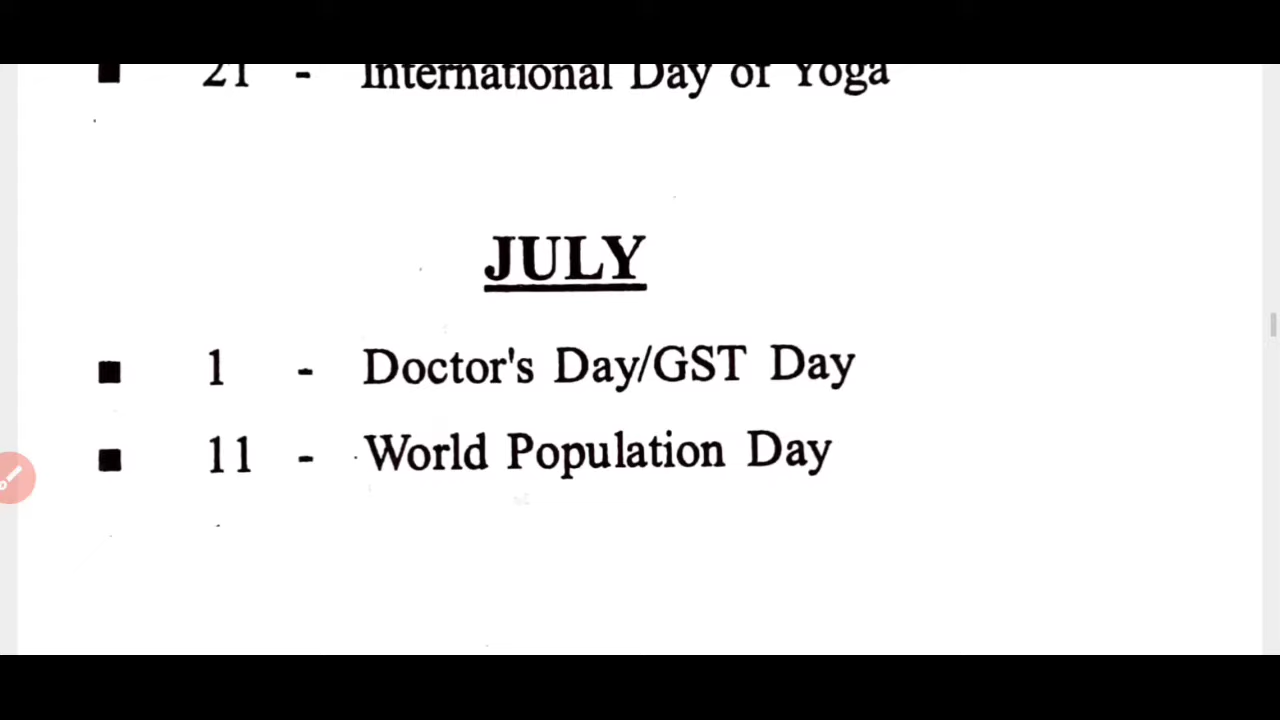 ■ 21 - International Day of Yoga
JULY
■ 1 - Doctor's Day/GST Day
■ 11 - World Population Day